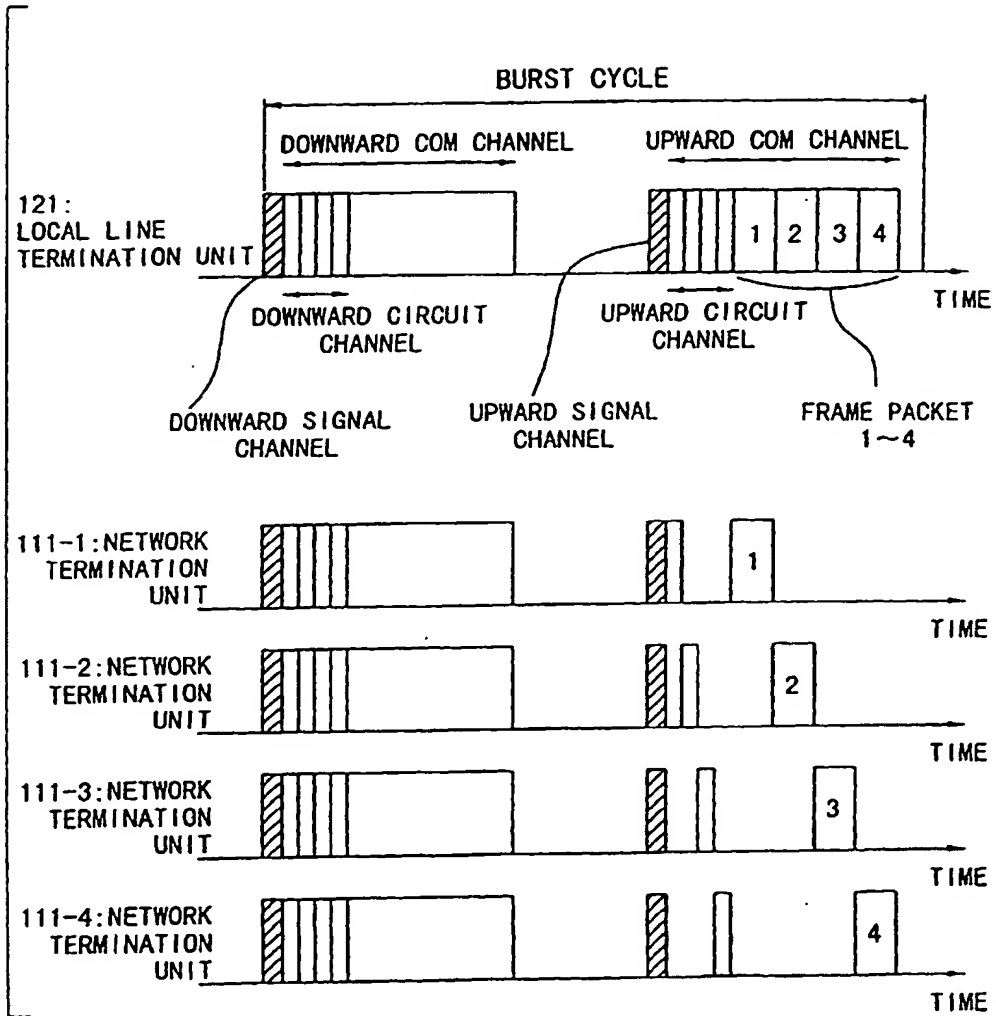 BURST CYCLE
DOWNWARD COM CHANNEL
UPWARD COM CHANNEL
121:
LOCAL LINE
TERMINATION UNIT
1
2
3
4
TIME
DOWNWARD CIRCUIT
CHANNEL
UPWARD CIRCUIT
CHANNEL
DOWNWARD SIGNAL
CHANNEL
UPWARD SIGNAL
CHANNEL
FRAME PACKET
1~4
111-1:NETWORK
TERMINATION
UNIT
1
TIME
111-2:NETWORK
TERMINATION
UNIT
2
TIME
111-3:NETWORK
TERMINATION
UNIT
3
TIME
111-4:NETWORK
TERMINATION
UNIT
4
TIME